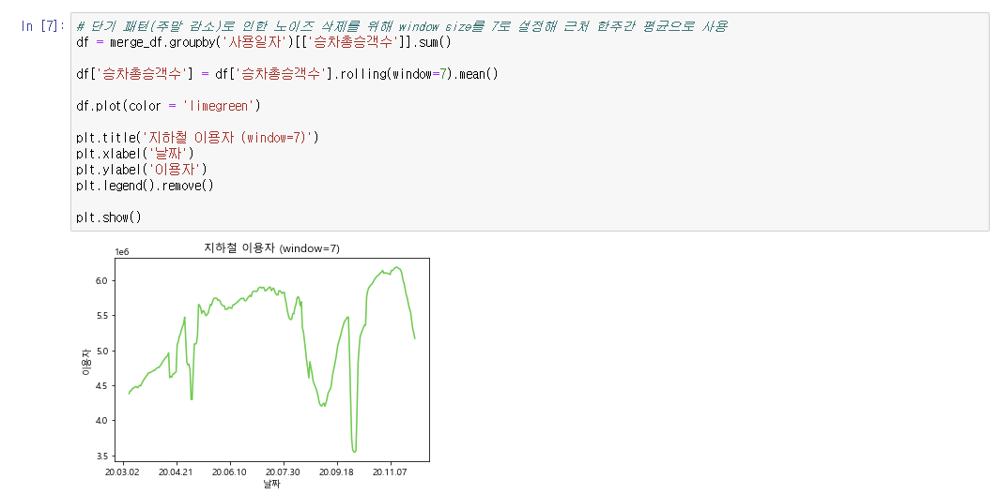 In [7]:
# 단기 패턴(주말 감소)로 인한 노이즈 삭제를 위해 window size를 7로 설정해 근처 한주간 평균으로 사용
df = merge_df.groupby('사용일자')[['승차총승객수']].sum()
df['승차총승객수'] = df['승차총승객수'].rolling(window=7).mean()
df.plot(color = 'limegreen')
plt.title('지하철 이용자 (window=7)')
plt.xlabel('날짜')
plt.ylabel('이용자')
plt.legend().remove()
plt.show()
지하철 이용자 (window=7)
1e6
6.0
5.5
5.0
4.5
4.0
3.5
이용자
20.03.02 20.04.21 20.06.10 20.07.30 20.09.18 20.11.07
날짜